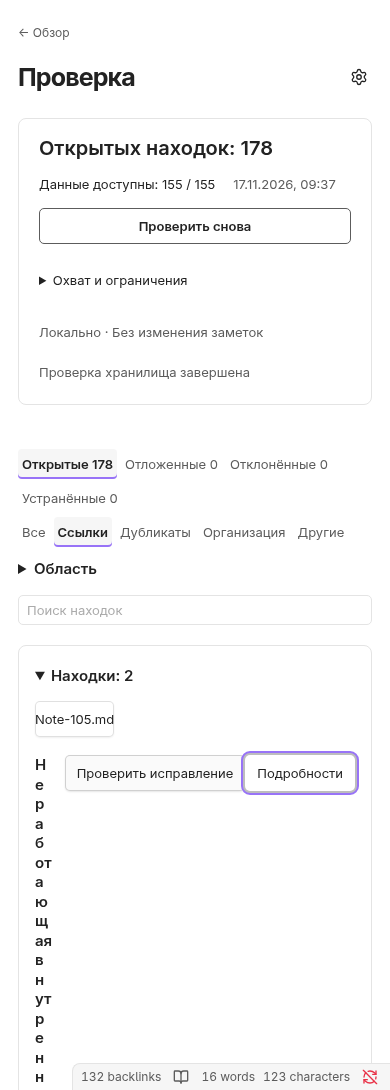 ← Обзор
Проверка
Открытых находок: 178
Данные доступны: 155 / 155 17.11.2026, 09:37
Проверить снова
Охват и ограничения
Локально · Без изменения заметок
Проверка хранилища завершена
Открытые 178 Отложенные 0 Отклонённые 0
Устранённые 0
Все Ссылки Дубликаты Организация Другие
Область
Поиск находок
Находки: 2
Note-105.md
Проверить исправление Подробности
Н
е
р
а
б
от
а
ю
щ
ая
в
н
ут
р
е
н
н
132 backlinks 16 words 123 characters